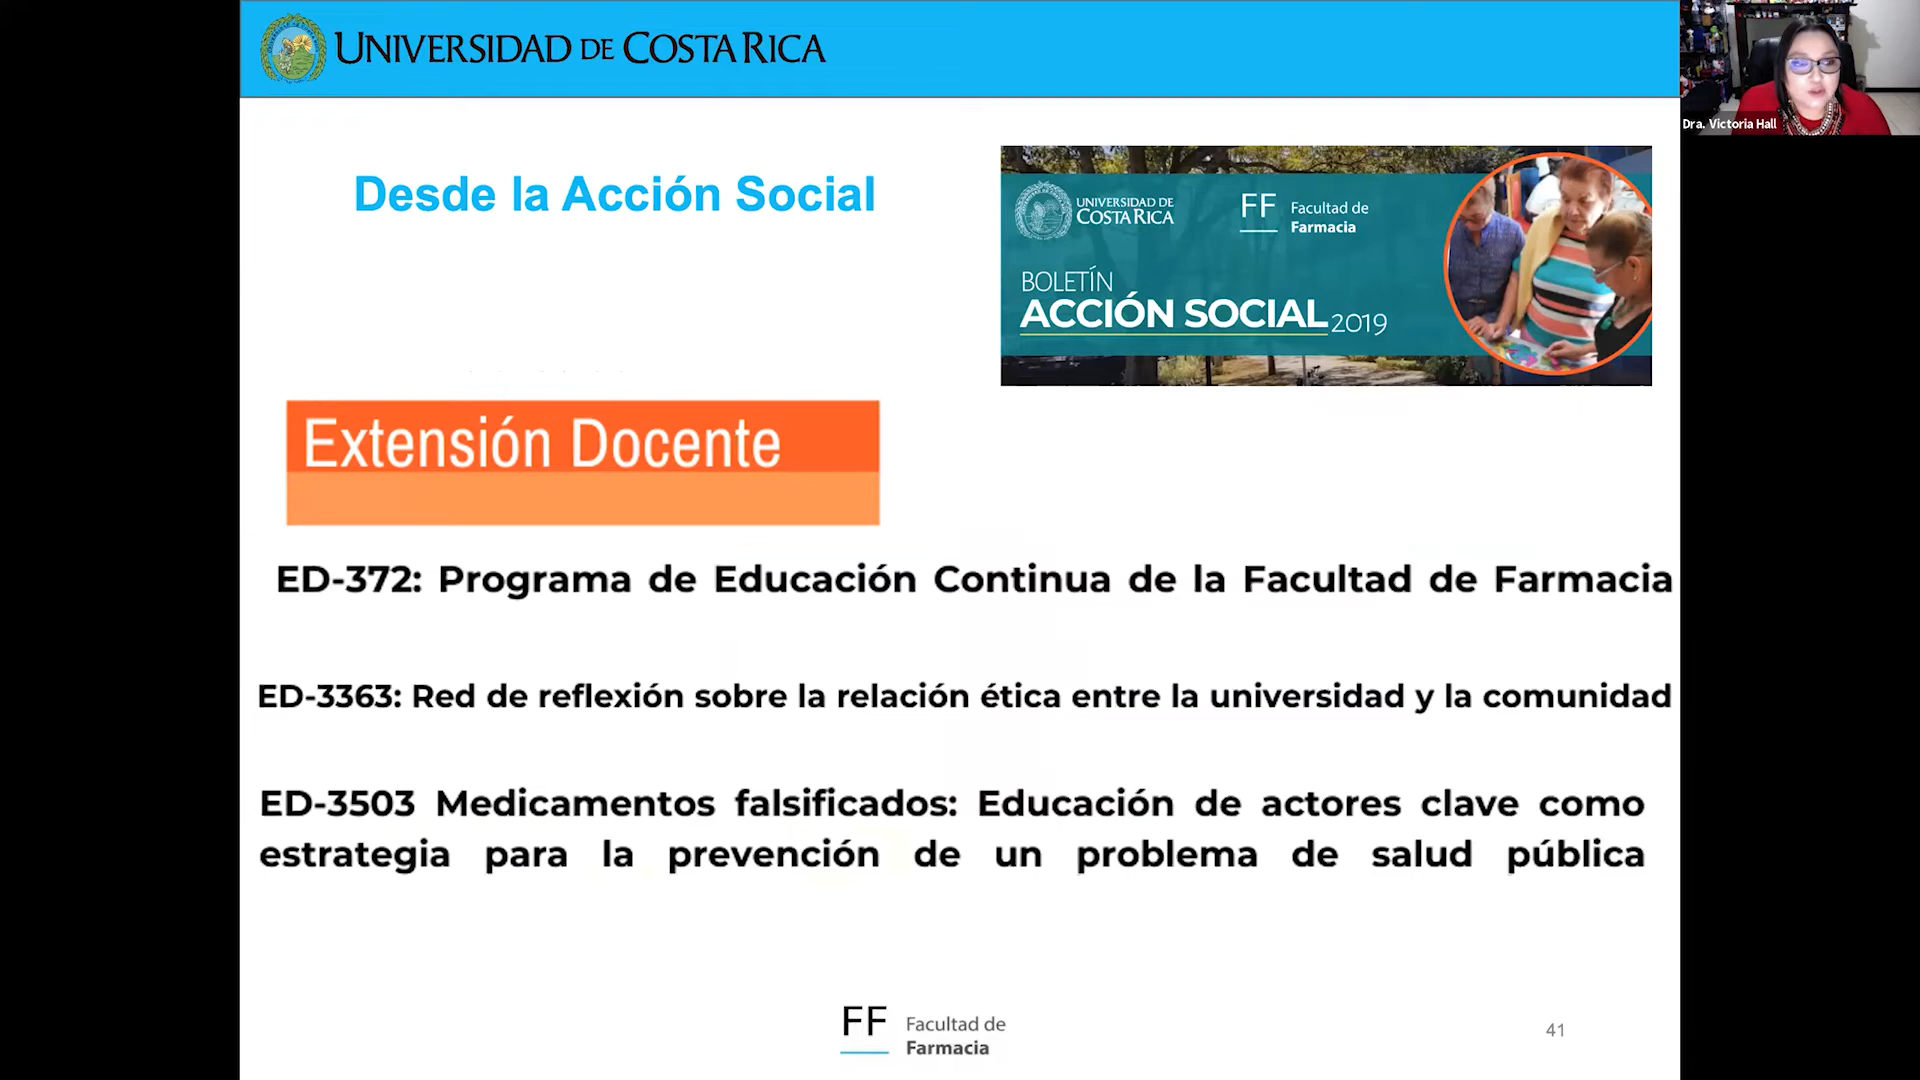 UNIVERSIDAD DE COSTA RICA
Dra. Victoria Hall
Desde la Acción Social
UNIVERSIDAD DE
COSTA RICA
FF Facultad de
Farmacia
BOLETÍN
ACCIÓN SOCIAL 2019
Extensión Docente
ED-372: Programa de Educación Continua de la Facultad de Farmacia
ED-3363: Red de reflexión sobre la relación ética entre la universidad y la comunidad
ED-3503 Medicamentos falsificados: Educación de actores clave como
estrategia para la prevención de un problema de salud pública
FF Facultad de
Farmacia
41